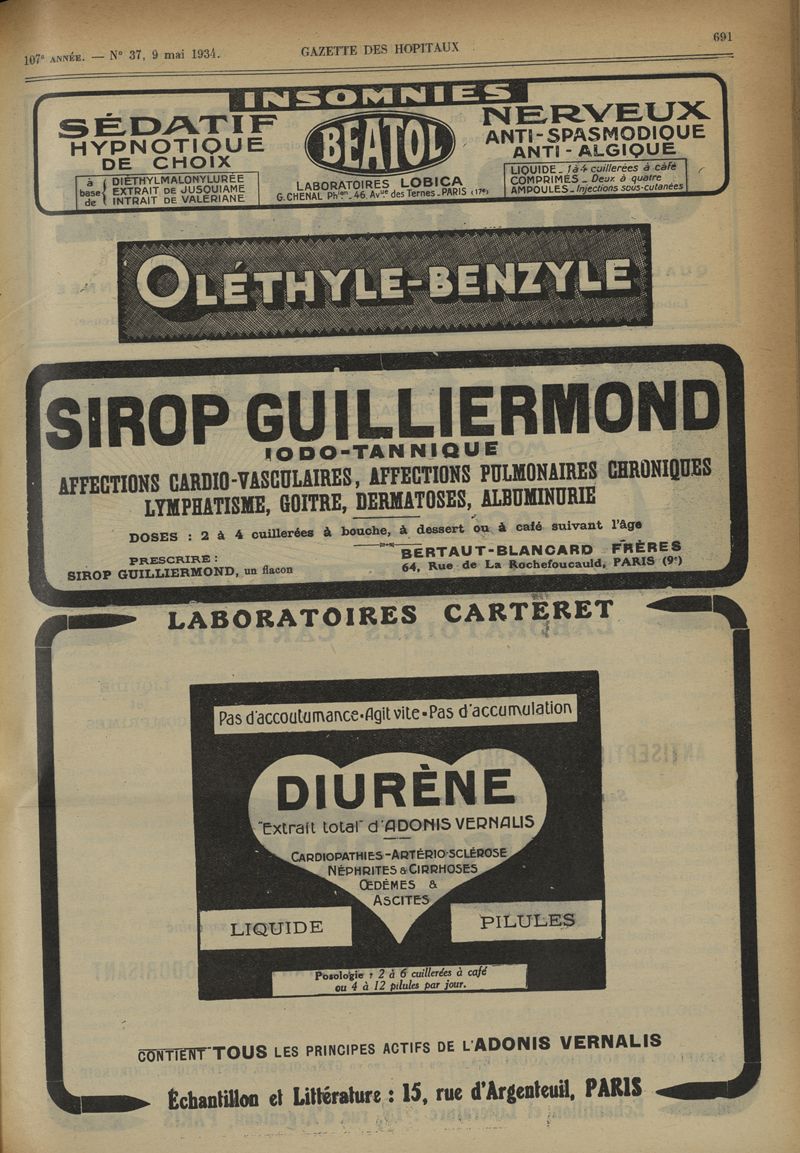 107e ANNÉE. — N° 37, 9 mai 1934.
GAZETTE DES HOPITAUX
691
INSOMNIES
SÉDATIF
HYPNOTIQUE
DE CHOIX
à base de
DIÉTHYLMALONYLURÉE
EXTRAIT DE JUSQUIAME
INTRAIT DE VALÉRIANE
BEATOL
LABORATOIRES LOBICA
G. CHENAL Phien. 46. Avue des Ternes. PARIS (17e)
NERVEUX
ANTI-SPASMODIQUE
ANTI-ALGIQUE
LIQUIDE_ 1 à 4 cuillerées à café
COMPRIMÉS_ Deux à quatre
AMPOULES_ Injections sous-cutanées
OLÉTHYLE-BENZYLE
SIROP GUILLIERMOND
IODO-TANNIQUE
AFFECTIONS CARDIO-VASCULAIRES, AFFECTIONS PULMONAIRES CHRONIQUES
LYMPHATISME, GOITRE, DERMATOSES, ALBUMINURIE
DOSES : 2 à 4 cuillerées à bouche, à dessert ou à café suivant l'âge
PRESCRIRE :
SIROP GUILLIERMOND, un flacon
BERTAUT-BLANCARD FRÈRES
64, Rue de La Rochefoucauld, PARIS (9e)
LABORATOIRES CARTERET
Pas d'accoutumance•Agit vite•Pas d'accumulation
DIURÈNE
"Extrait total" d'ADONIS VERNALIS
CARDIOPATHIES-ARTÉRIO-SCLÉROSE
NÉPHRITES & CIRRHOSES
ŒDÈMES &
ASCITES
LIQUIDE
PILULES
Posologie : 2 à 6 cuillerées à café
ou 4 à 12 pilules par jour.
CONTIENT TOUS LES PRINCIPES ACTIFS DE L'ADONIS VERNALIS
Échantillon et Littérature : 15, rue d'Argenteuil, PARIS